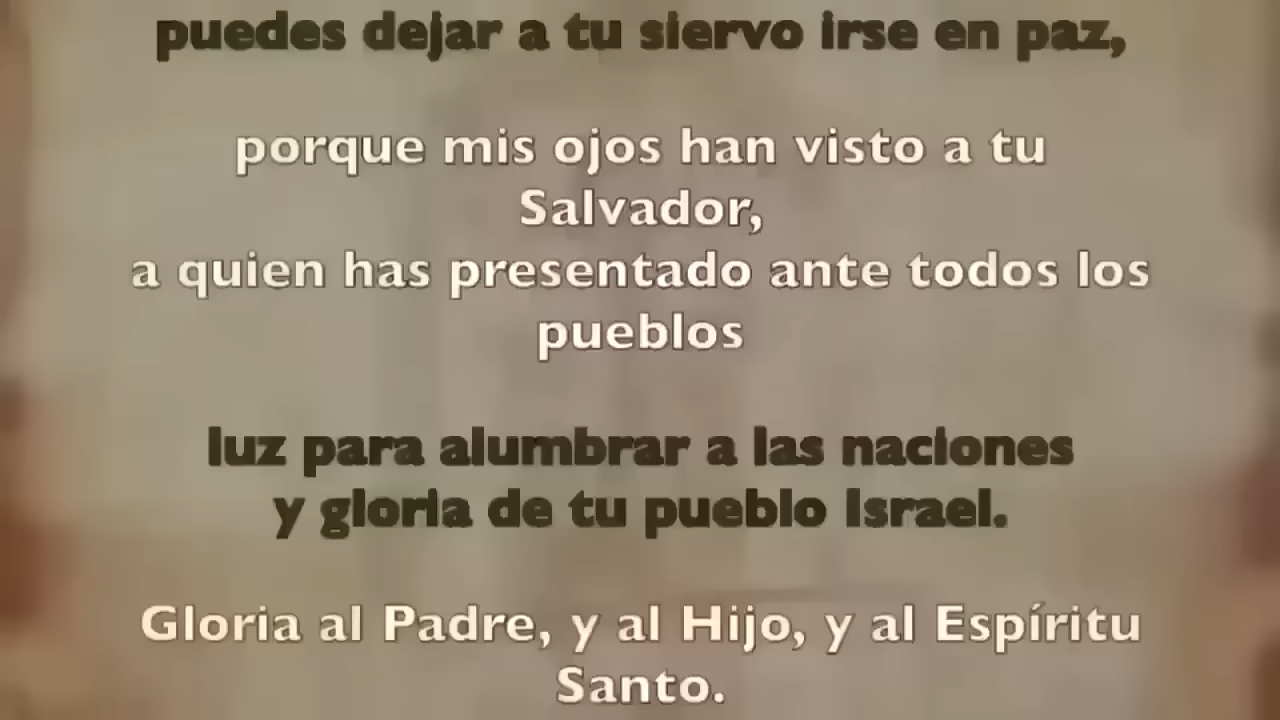 puedes dejar a tu siervo irse en paz,
porque mis ojos han visto a tu
Salvador,
a quien has presentado ante todos los
pueblos
luz para alumbrar a las naciones
y gloria de tu pueblo Israel.
Gloria al Padre, y al Hijo, y al Espíritu
Santo.